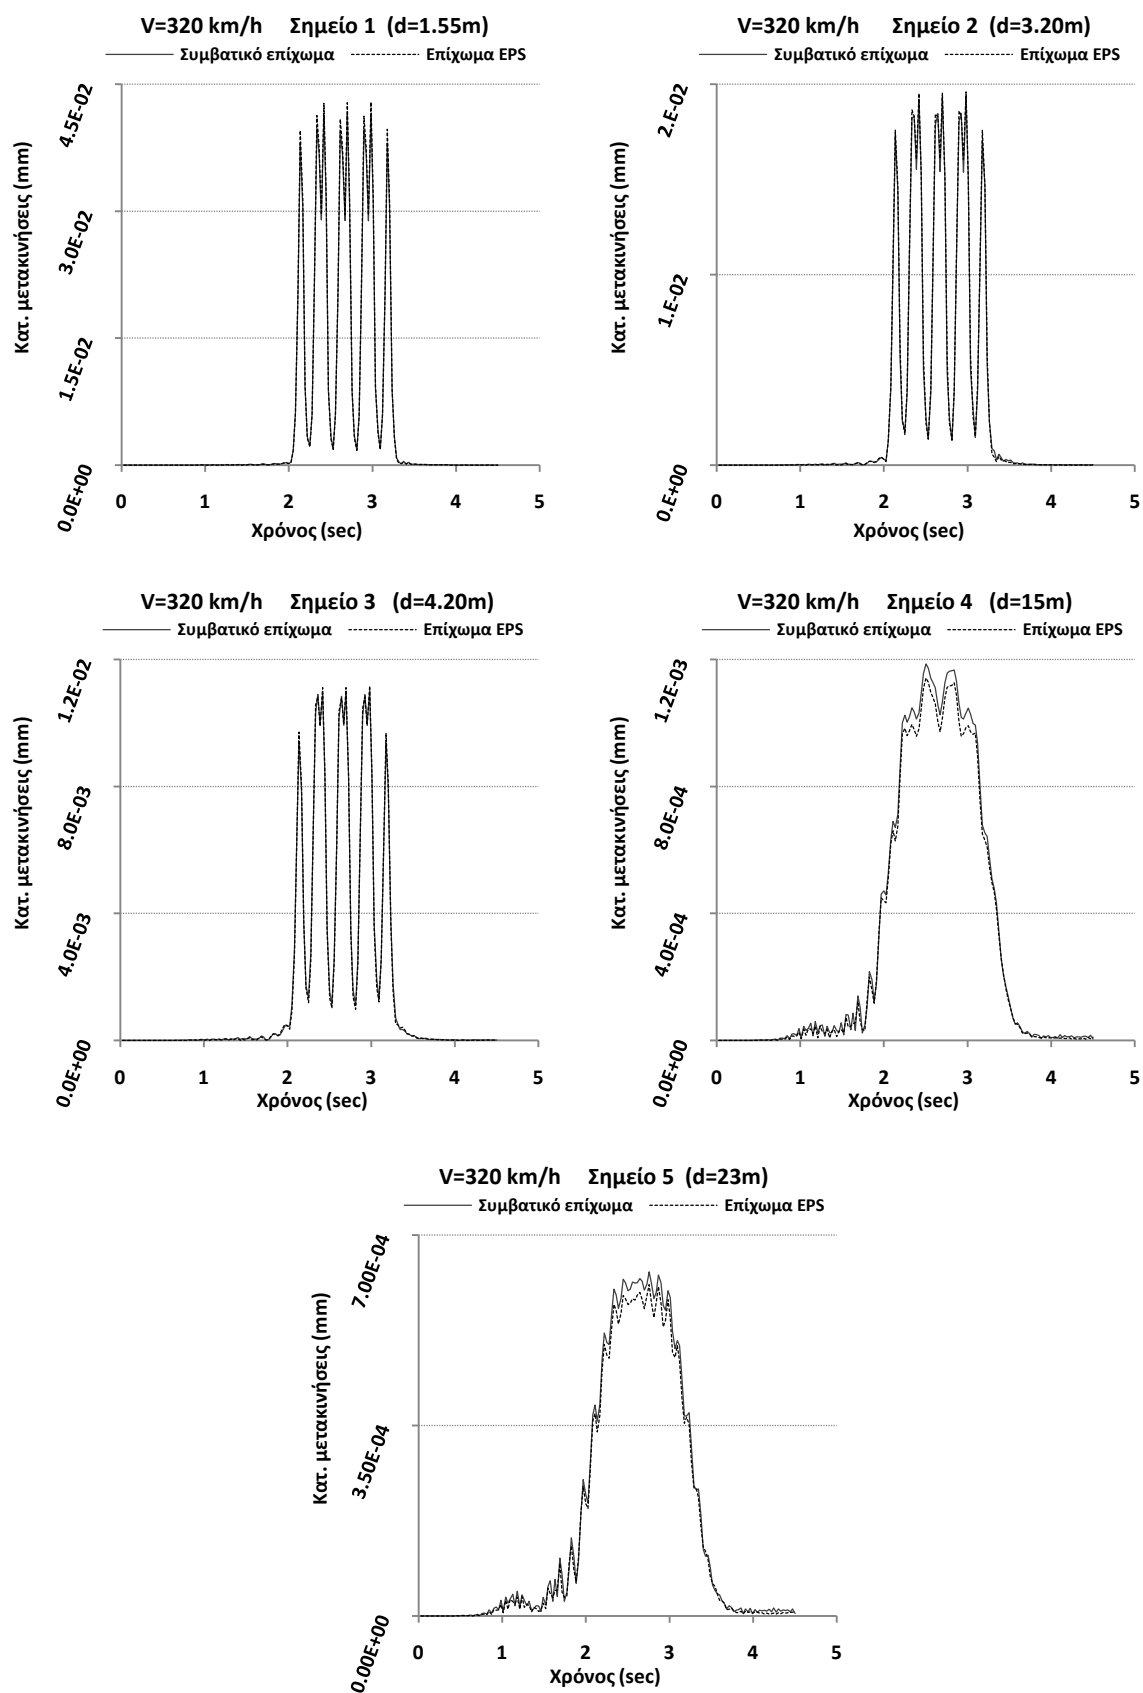 V=320 km/h Σημείο 1 (d=1.55m)
Συμβατικό επίχωμα Επίχωμα EPS
Κατ. μετακινήσεις (mm)
4.5E-02
3.0E-02
1.5E-02
0.0E+00
0 1 2 3 4 5
Χρόνος (sec)
V=320 km/h Σημείο 2 (d=3.20m)
Συμβατικό επίχωμα Επίχωμα EPS
Κατ. μετακινήσεις (mm)
2.E-02
1.E-02
0.E+00
0 1 2 3 4 5
Χρόνος (sec)
V=320 km/h Σημείο 3 (d=4.20m)
Συμβατικό επίχωμα Επίχωμα EPS
Κατ. μετακινήσεις (mm)
1.2E-02
8.0E-03
4.0E-03
0.0E+00
0 1 2 3 4 5
Χρόνος (sec)
V=320 km/h Σημείο 4 (d=15m)
Συμβατικό επίχωμα Επίχωμα EPS
Κατ. μετακινήσεις (mm)
1.2E-03
8.0E-04
4.0E-04
0.0E+00
0 1 2 3 4 5
Χρόνος (sec)
V=320 km/h Σημείο 5 (d=23m)
Συμβατικό επίχωμα Επίχωμα EPS
Κατ. μετακινήσεις (mm)
7.00E-04
3.50E-04
0.00E+00
0 1 2 3 4 5
Χρόνος (sec)